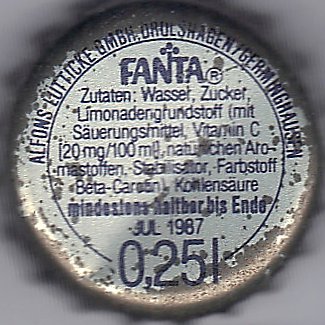 ALFONS LÜTTICKE GMBH. DROLSHAGEN/GERMINGHAUSEN
FANTA®
Zutaten: Wasser, Zucker,
Limonadengrundstoff (mit
Säuerungsmittel, Vitamin C
[20 mg/100 ml], natürlichen Aro-
mastoffen, Stabilisator, Farbstoff
Beta-Carotin), Kohlensäure
mindestens haltbar bis Ende
JUL 1987
0,25 l